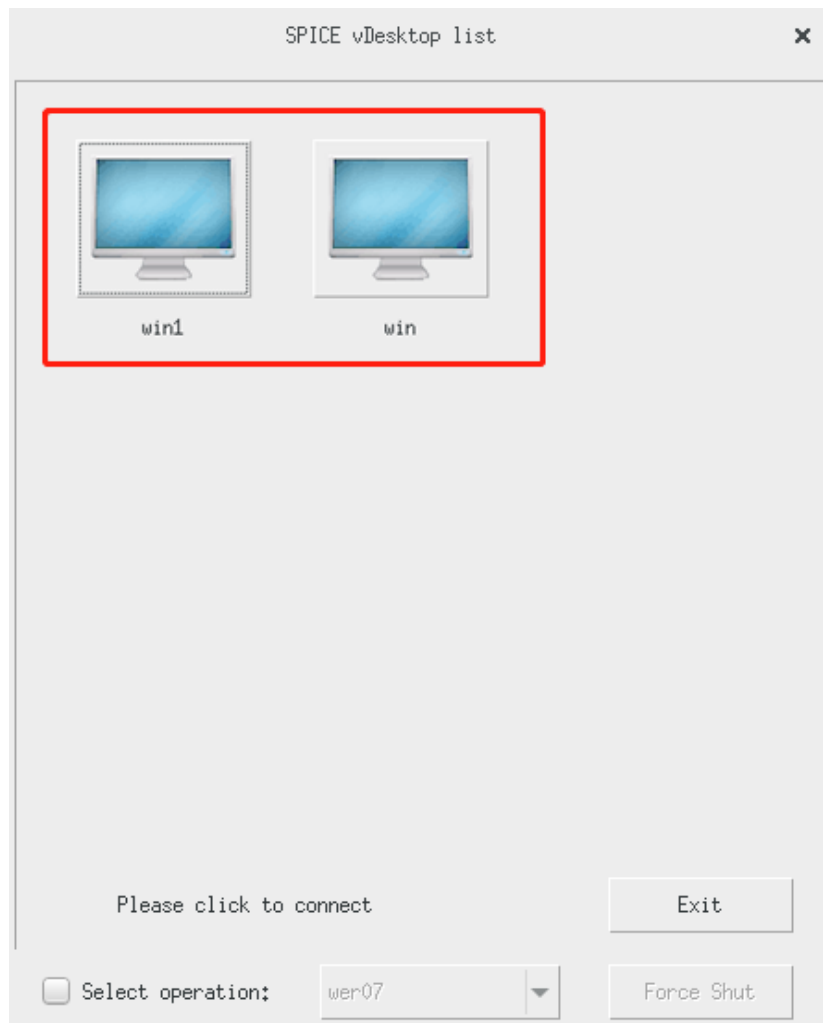 SPICE vDesktop list
win1
win
Please click to connect
Exit
Select operation:
wer07
Force Shut